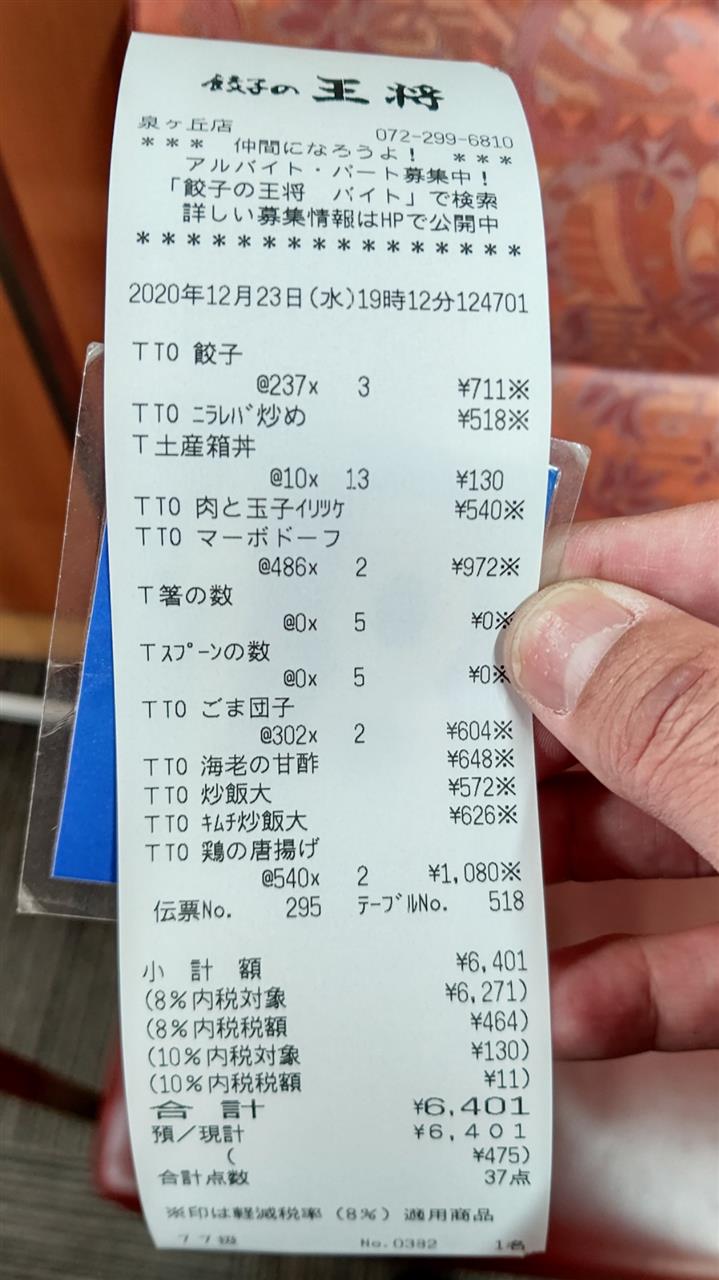 餃子の 王将
泉ヶ丘店 072-299-6810
*** 仲間になろうよ! ***
アルバイト・パート募集中!
「餃子の王将 バイト」で検索
詳しい募集情報はHPで公開中
****************
2020年12月23日(水)19時12分124701
TTO 餃子
@237x 3 ¥711※
TTO ニラレバ炒め ¥518※
T土産箱丼
@10x 13 ¥130
TTO 肉と玉子イリツケ ¥540※
TTO マーボドーフ
@486x 2 ¥972※
T箸の数
@0x 5 ¥0※
Tスプーンの数
@0x 5 ¥0※
TTO ごま団子
@302x 2 ¥604※
TTO 海老の甘酢 ¥648※
TTO 炒飯大 ¥572※
TTO キムチ炒飯大 ¥626※
TTO 鶏の唐揚げ
@540x 2 ¥1,080※
伝票No. 295 テーブルNo. 518
小 計 額 ¥6,401
(8%内税対象 ¥6,271)
(8%内税税額 ¥464)
(10%内税対象 ¥130)
(10%内税税額 ¥11)
合 計 ¥6,401
預/現計 ¥6,401
( ¥475)
合計点数 37点
※印は軽減税率(8%)適用商品
No.0382 1名